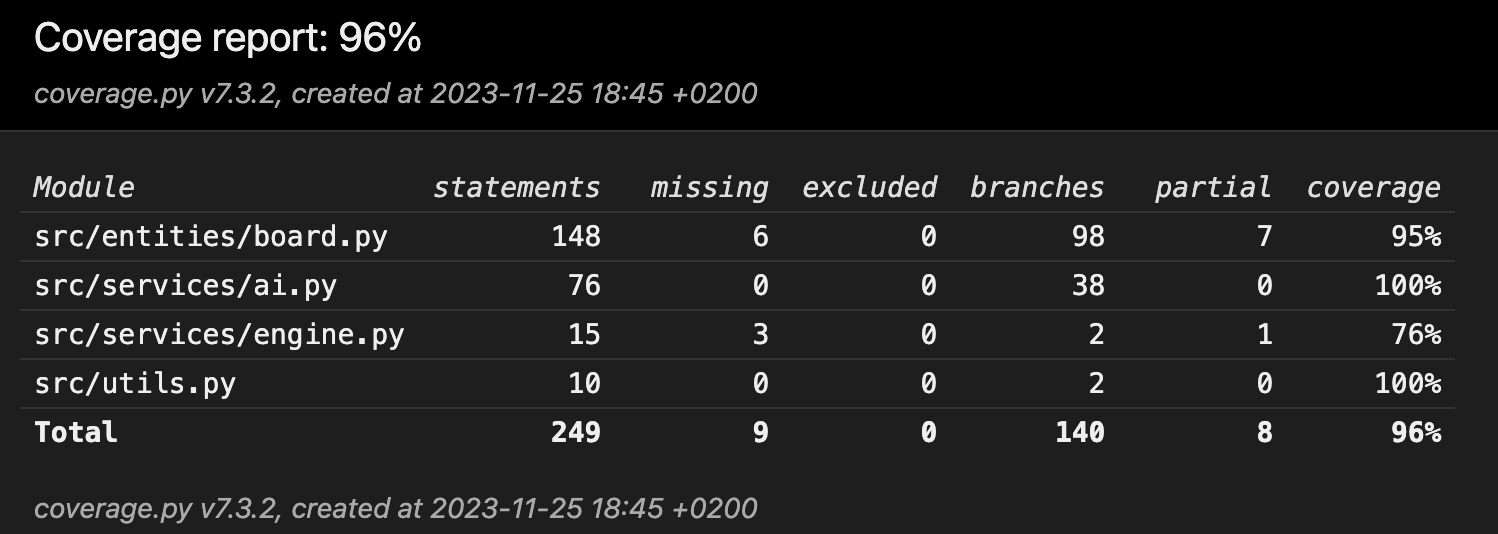 Coverage report: 96%
coverage.py v7.3.2, created at 2023-11-25 18:45 +0200
Module statements missing excluded branches partial coverage
src/entities/board.py 148 6 0 98 7 95%
src/services/ai.py 76 0 0 38 0 100%
src/services/engine.py 15 3 0 2 1 76%
src/utils.py 10 0 0 2 0 100%
Total 249 9 0 140 8 96%
coverage.py v7.3.2, created at 2023-11-25 18:45 +0200